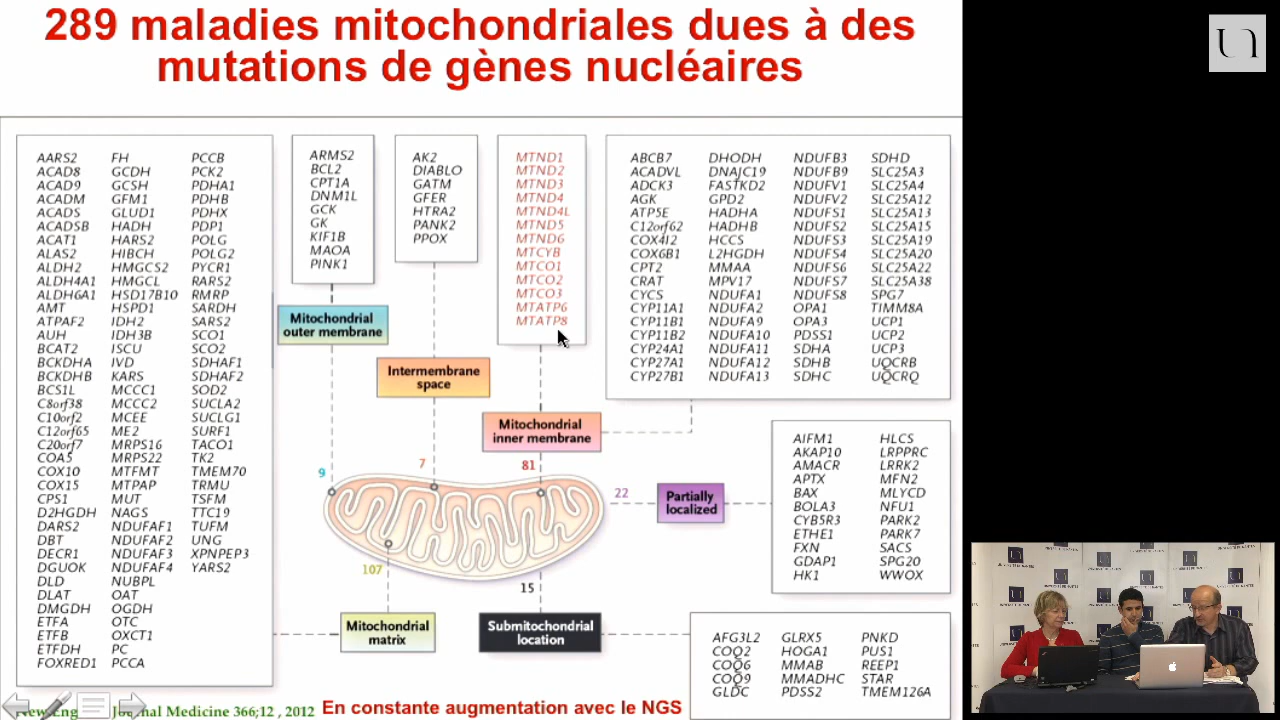 289 maladies mitochondriales dues à des
mutations de gènes nucléaires
AARS2 FH PCCB
ACAD8 GCDH PCK2
ACAD9 GCSH PDHA1
ACADM GFM1 PDHB
ACADS GLUD1 PDHX
ACADSB HADH PDP1
ACAT1 HARS2 POLG
ALAS2 HIBCH POLG2
ALDH2 HMGCS2 PYCR1
ALDH4A1 HMGCL RARS2
ALDH6A1 HSD17B10 RMRP
AMT HSPD1 SARDH
ATPAF2 IDH2 SARS2
AUH IDH3B SCO1
BCAT2 ISCU SCO2
BCKDHA IVD SDHAF1
BCKDHB KARS SDHAF2
BCS1L MCCC1 SOD2
C8orf38 MCCC2 SUCLA2
C10orf2 MCEE SUCLG1
C12orf65 ME2 SURF1
C20orf7 MRPS16 TACO1
COA5 MRPS22 TK2
COX10 MTFMT TMEM70
COX15 MTPAP TRMU
CPS1 MUT TSFM
D2HGDH NAGS TTC19
DARS2 NDUFAF1 TUFM
DBT NDUFAF2 UNG
DECR1 NDUFAF3 XPNPEP3
DGUOK NDUFAF4 YARS2
DLD NUBPL
DLAT OAT
DMGDH OGDH
ETFA OTC
ETFB OXCT1
ETFDH PC
FOXRED1 PCCA
ARMS2
BCL2
CPT1A
DNM1L
GCK
GK
KIF1B
MAOA
PINK1
Mitochondrial
outer membrane
AK2
DIABLO
GATM
GFER
HTRA2
PANK2
PPOX
Intermembrane
space
MTND1
MTND2
MTND3
MTND4
MTND4L
MTND5
MTND6
MTCYB
MTCO1
MTCO2
MTCO3
MTATP6
MTATP8
Mitochondrial
inner membrane
ABCB7 DHODH NDUFB3 SDHD
ACADVL DNAJC19 NDUFB9 SLC25A3
ADCK3 FASTKD2 NDUFV1 SLC25A4
AGK GPD2 NDUFV2 SLC25A12
ATP5E HADHA NDUFS1 SLC25A13
C12orf62 HADHB NDUFS2 SLC25A15
COX4I2 HCCS NDUFS3 SLC25A19
COX6B1 L2HGDH NDUFS4 SLC25A20
CPT2 MMAA NDUFS6 SLC25A22
CRAT MPV17 NDUFS7 SLC25A38
CYCS NDUFA1 NDUFS8 SPG7
CYP11A1 NDUFA2 OPA1 TIMM8A
CYP11B1 NDUFA9 OPA3 UCP1
CYP11B2 NDUFA10 PDSS1 UCP2
CYP24A1 NDUFA11 SDHA UCP3
CYP27A1 NDUFA12 SDHB UQCRB
CYP27B1 NDUFA13 SDHC UQCRQ
9
7
81
22
107
15
Partially
localized
AIFM1 HLCS
AKAP10 LRPPRC
AMACR LRRK2
APTX MFN2
BAX MLYCD
BOLA3 NFU1
CYB5R3 PARK2
ETHE1 PARK7
FXN SACS
GDAP1 SPG20
HK1 WWOX
Mitochondrial
matrix
Submitochondrial
location
AFG3L2 GLRX5 PNKD
COQ2 HOGA1 PUS1
COQ6 MMAB REEP1
COQ9 MMADHC STAR
GLDC PDSS2 TMEM126A
Journal Medicine 366;12 , 2012
En constante augmentation avec le NGS
UNIVERSITÉ DE NANTES